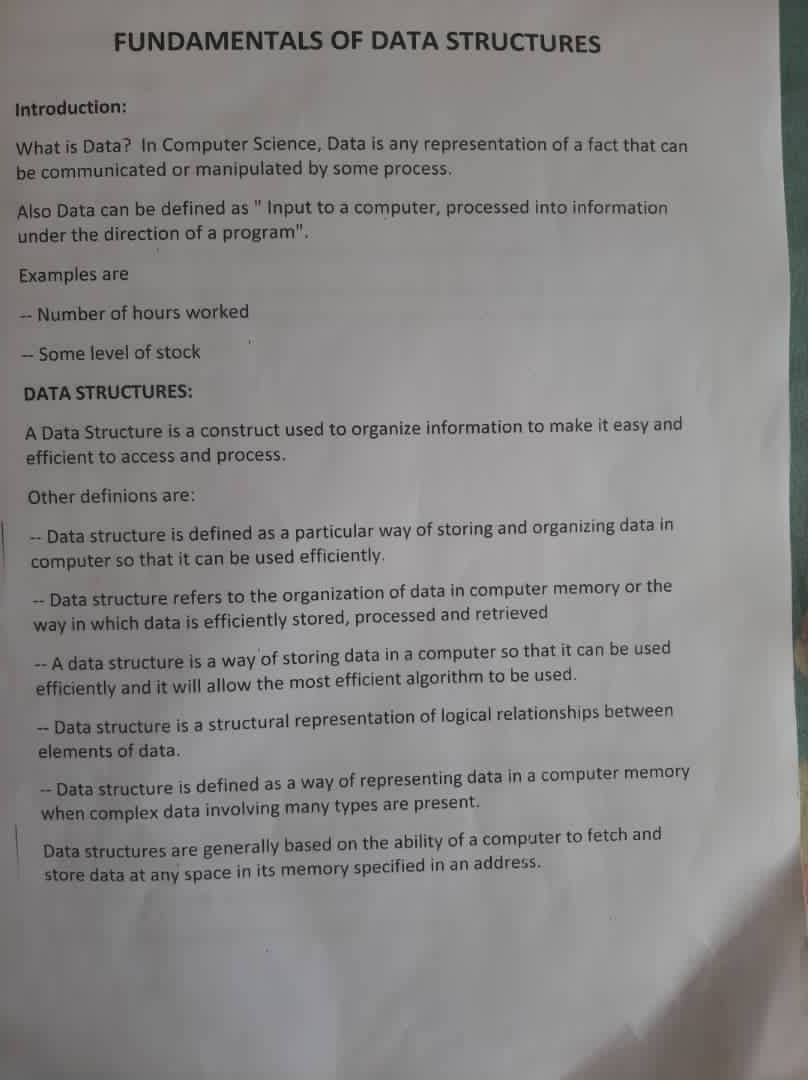 FUNDAMENTALS OF DATA STRUCTURES
Introduction:
What is Data? In Computer Science, Data is any representation of a fact that can
be communicated or manipulated by some process.
Also Data can be defined as " Input to a computer, processed into information
under the direction of a program".
Examples are
-- Number of hours worked
-- Some level of stock
DATA STRUCTURES:
A Data Structure is a construct used to organize information to make it easy and
efficient to access and process.
Other definions are:
-- Data structure is defined as a particular way of storing and organizing data in
computer so that it can be used efficiently.
-- Data structure refers to the organization of data in computer memory or the
way in which data is efficiently stored, processed and retrieved
-- A data structure is a way of storing data in a computer so that it can be used
efficiently and it will allow the most efficient algorithm to be used.
-- Data structure is a structural representation of logical relationships between
elements of data.
-- Data structure is defined as a way of representing data in a computer memory
when complex data involving many types are present.
Data structures are generally based on the ability of a computer to fetch and
store data at any space in its memory specified in an address.